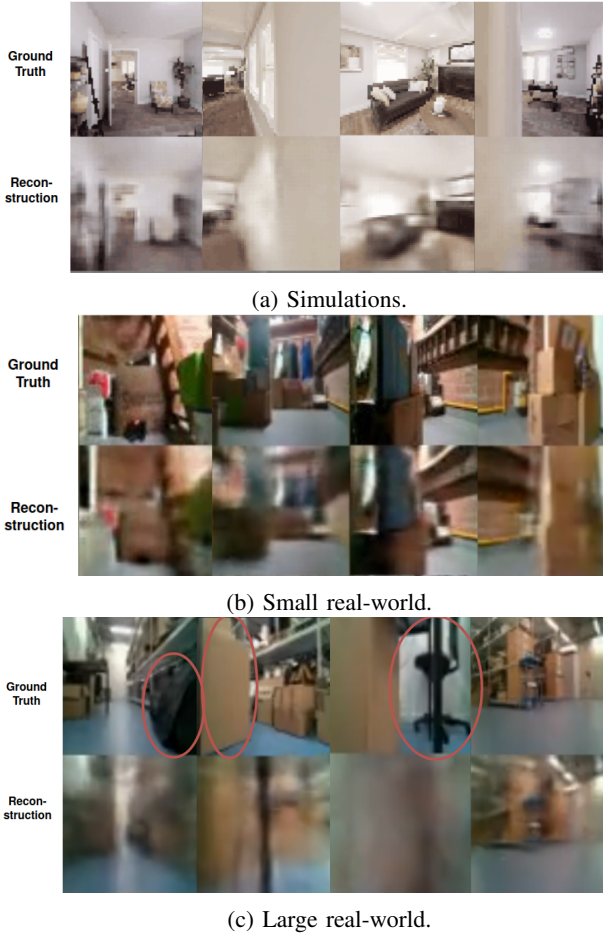 Ground
Truth
Recon-
struction
(a) Simulations.
Ground
Truth
Recon-
struction
(b) Small real-world.
Ground
Truth
Recon-
struction
(c) Large real-world.